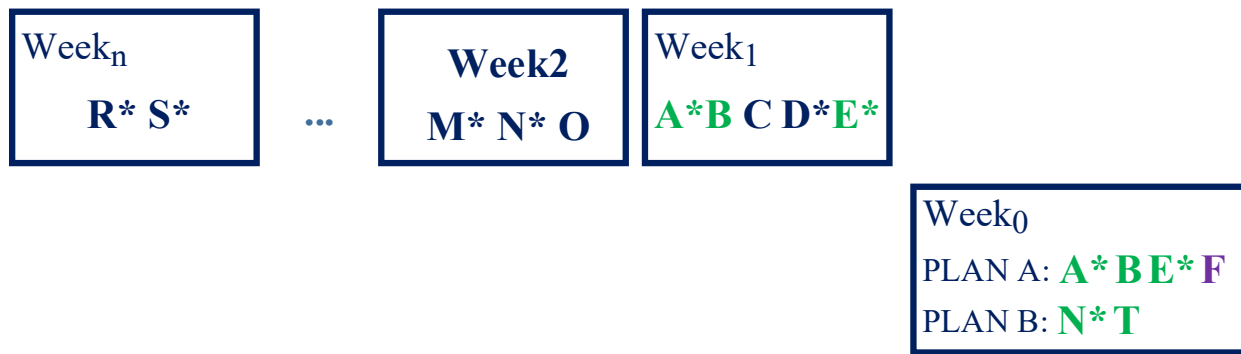 Weekn
R* S*
...
Week2
M* N* O
Week1
A*B C D*E*
Week0
PLAN A: A* B E* F
PLAN B: N* T